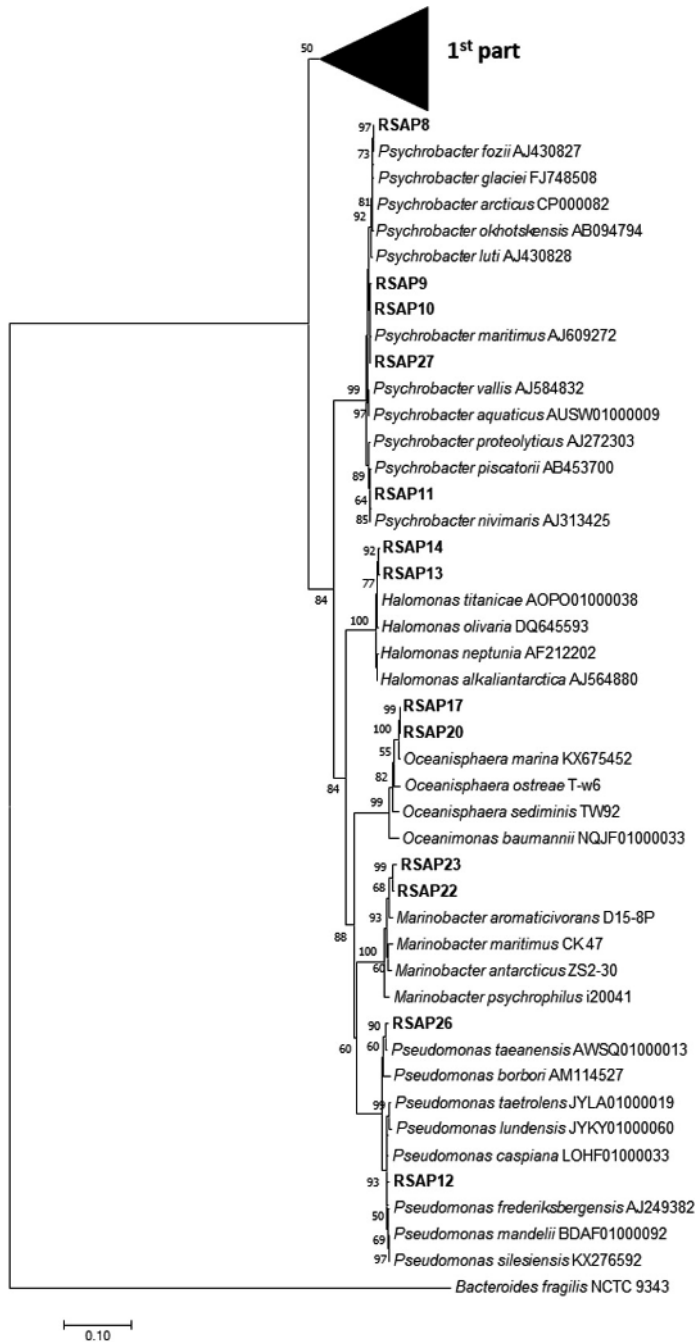 50
1st part
97 RSAP8
73 Psychrobacter fozii AJ430827
Psychrobacter glaciei FJ748508
81 Psychrobacter arcticus CP000082
92
Psychrobacter okhotskensis AB094794
Psychrobacter luti AJ430828
RSAP9
RSAP10
Psychrobacter maritimus AJ609272
RSAP27
99 Psychrobacter vallis AJ584832
97 Psychrobacter aquaticus AUSW01000009
Psychrobacter proteolyticus AJ272303
Psychrobacter piscatorii AB453700
89
64 RSAP11
85 Psychrobacter nivimaris AJ313425
92 RSAP14
77 RSAP13
84 Halomonas titanicae AOPO01000038
100 Halomonas olivaria DQ645593
Halomonas neptunia AF212202
Halomonas alkaliantarctica AJ564880
99 RSAP17
100 RSAP20
55 Oceanisphaera marina KX675452
82 Oceanisphaera ostreae T-w6
84
99 Oceanisphaera sediminis TW92
Oceanimonas baumannii NQJF01000033
99 RSAP23
68 RSAP22
93 Marinobacter aromaticivorans D15-8P
88
100 Marinobacter maritimus CK 47
60 Marinobacter antarcticus ZS2-30
Marinobacter psychrophilus i20041
90 RSAP26
60
60 Pseudomonas taeanensis AWSQ01000013
Pseudomonas borbori AM114527
99 Pseudomonas taetrolens JYLA01000019
Pseudomonas lundensis JYKY01000060
Pseudomonas caspiana LOHF01000033
93 RSAP12
Pseudomonas frederiksbergensis AJ249382
50
69 Pseudomonas mandelii BDAF01000092
97 Pseudomonas silesiensis KX276592
Bacteroides fragilis NCTC 9343
0.10